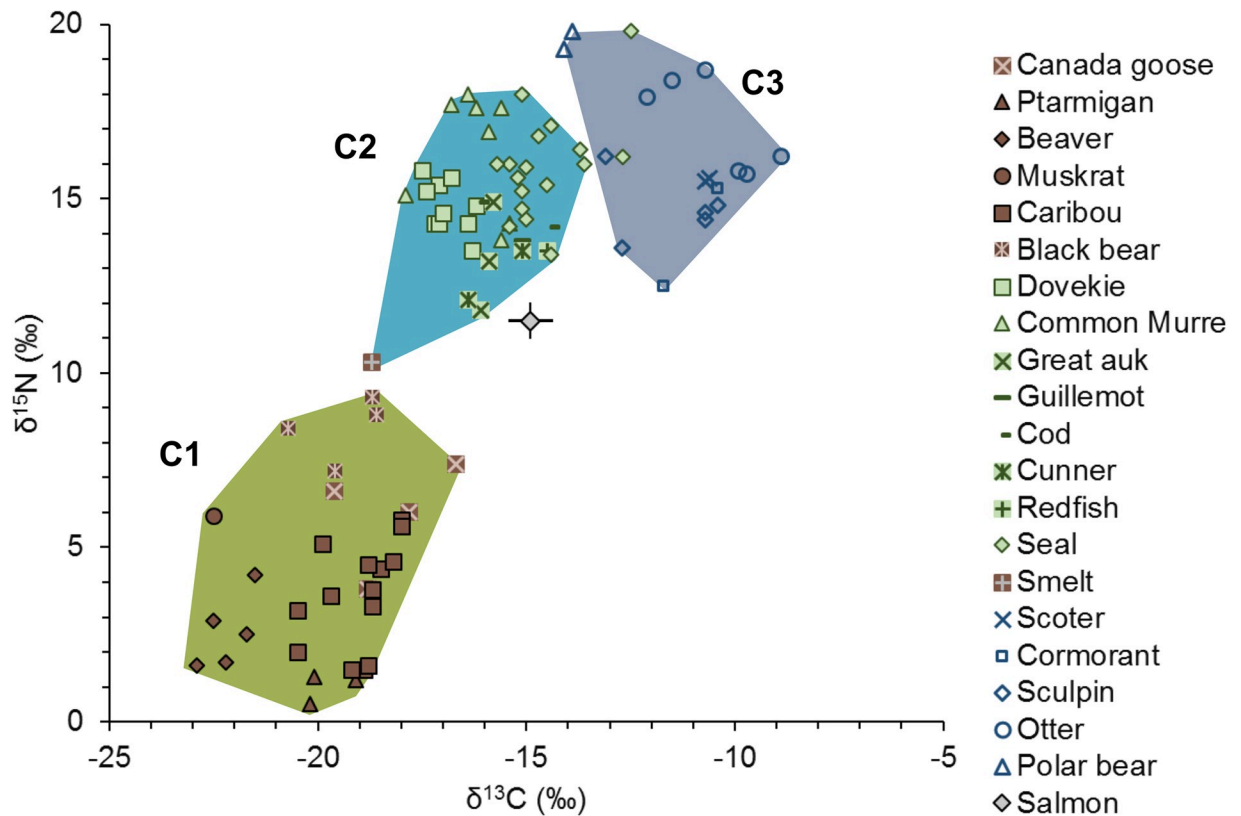 20
15
10
5
0
-25
-20
-15
-10
-5
δ¹⁵N (‰)
δ¹³C (‰)
C1
C2
C3
Canada goose
Ptarmigan
Beaver
Muskrat
Caribou
Black bear
Dovekie
Common Murre
Great auk
Guillemot
Cod
Cunner
Redfish
Seal
Smelt
Scoter
Cormorant
Sculpin
Otter
Polar bear
Salmon